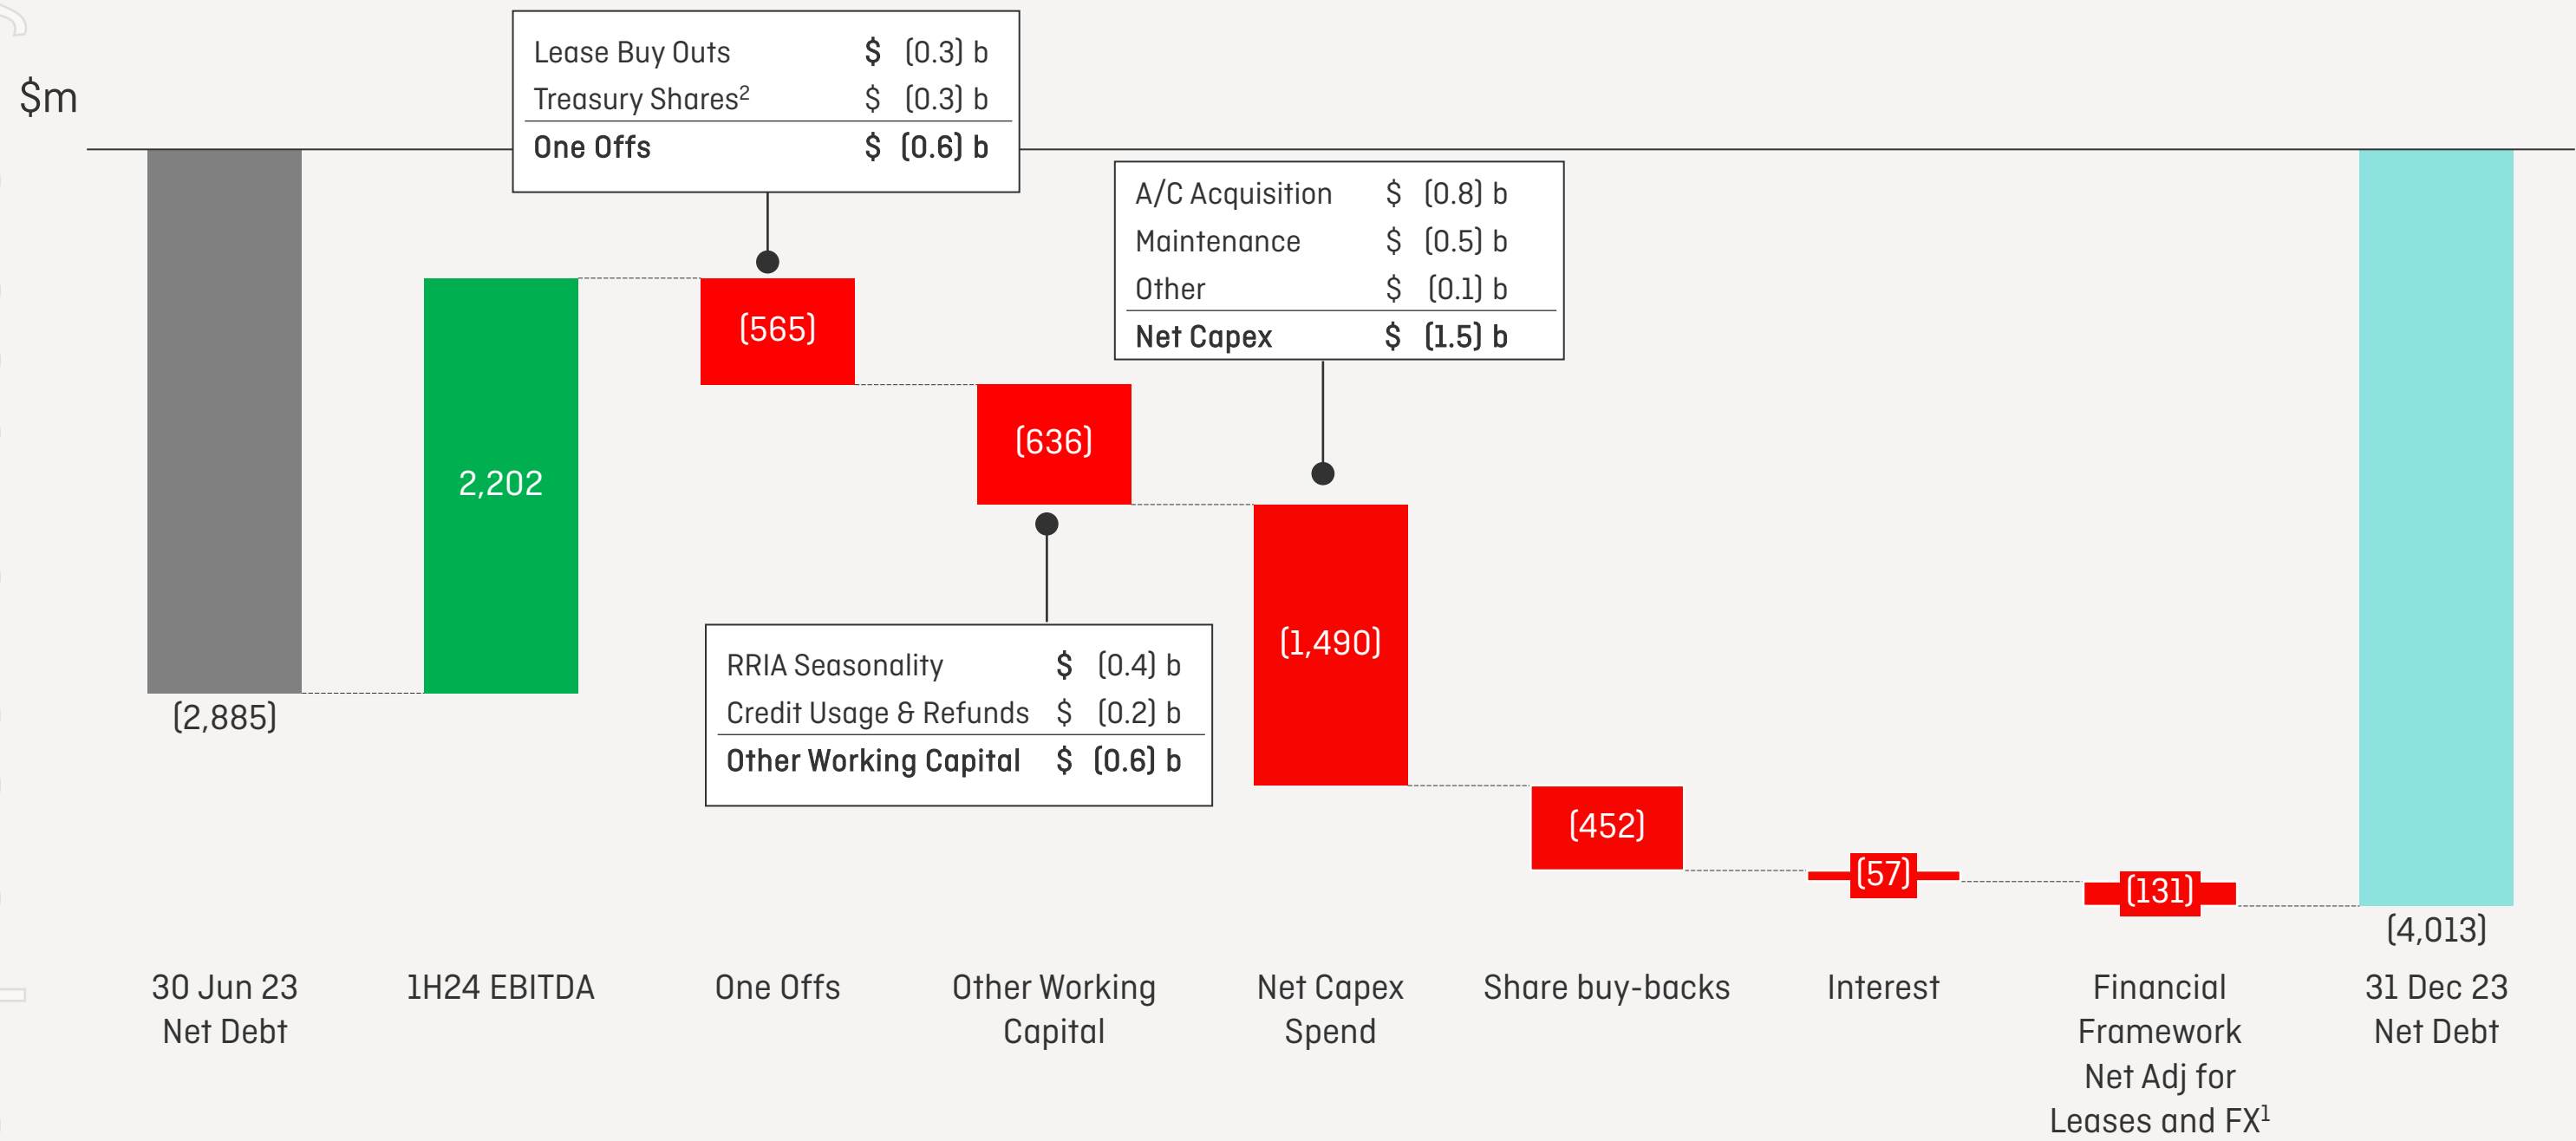 $m
Lease Buy Outs $ (0.3) b
Treasury Shares² $ (0.3) b
One Offs $ (0.6) b
A/C Acquisition $ (0.8) b
Maintenance $ (0.5) b
Other $ (0.1) b
Net Capex $ (1.5) b
(565)
(636)
2,202
(1,490)
RRIA Seasonality $ (0.4) b
Credit Usage & Refunds $ (0.2) b
Other Working Capital $ (0.6) b
(2,885)
(452)
(57)
(131)
(4,013)
30 Jun 23
Net Debt
1H24 EBITDA
One Offs
Other Working
Capital
Net Capex
Spend
Share buy-backs
Interest
Financial
Framework
Net Adj for
Leases and FX¹
31 Dec 23
Net Debt